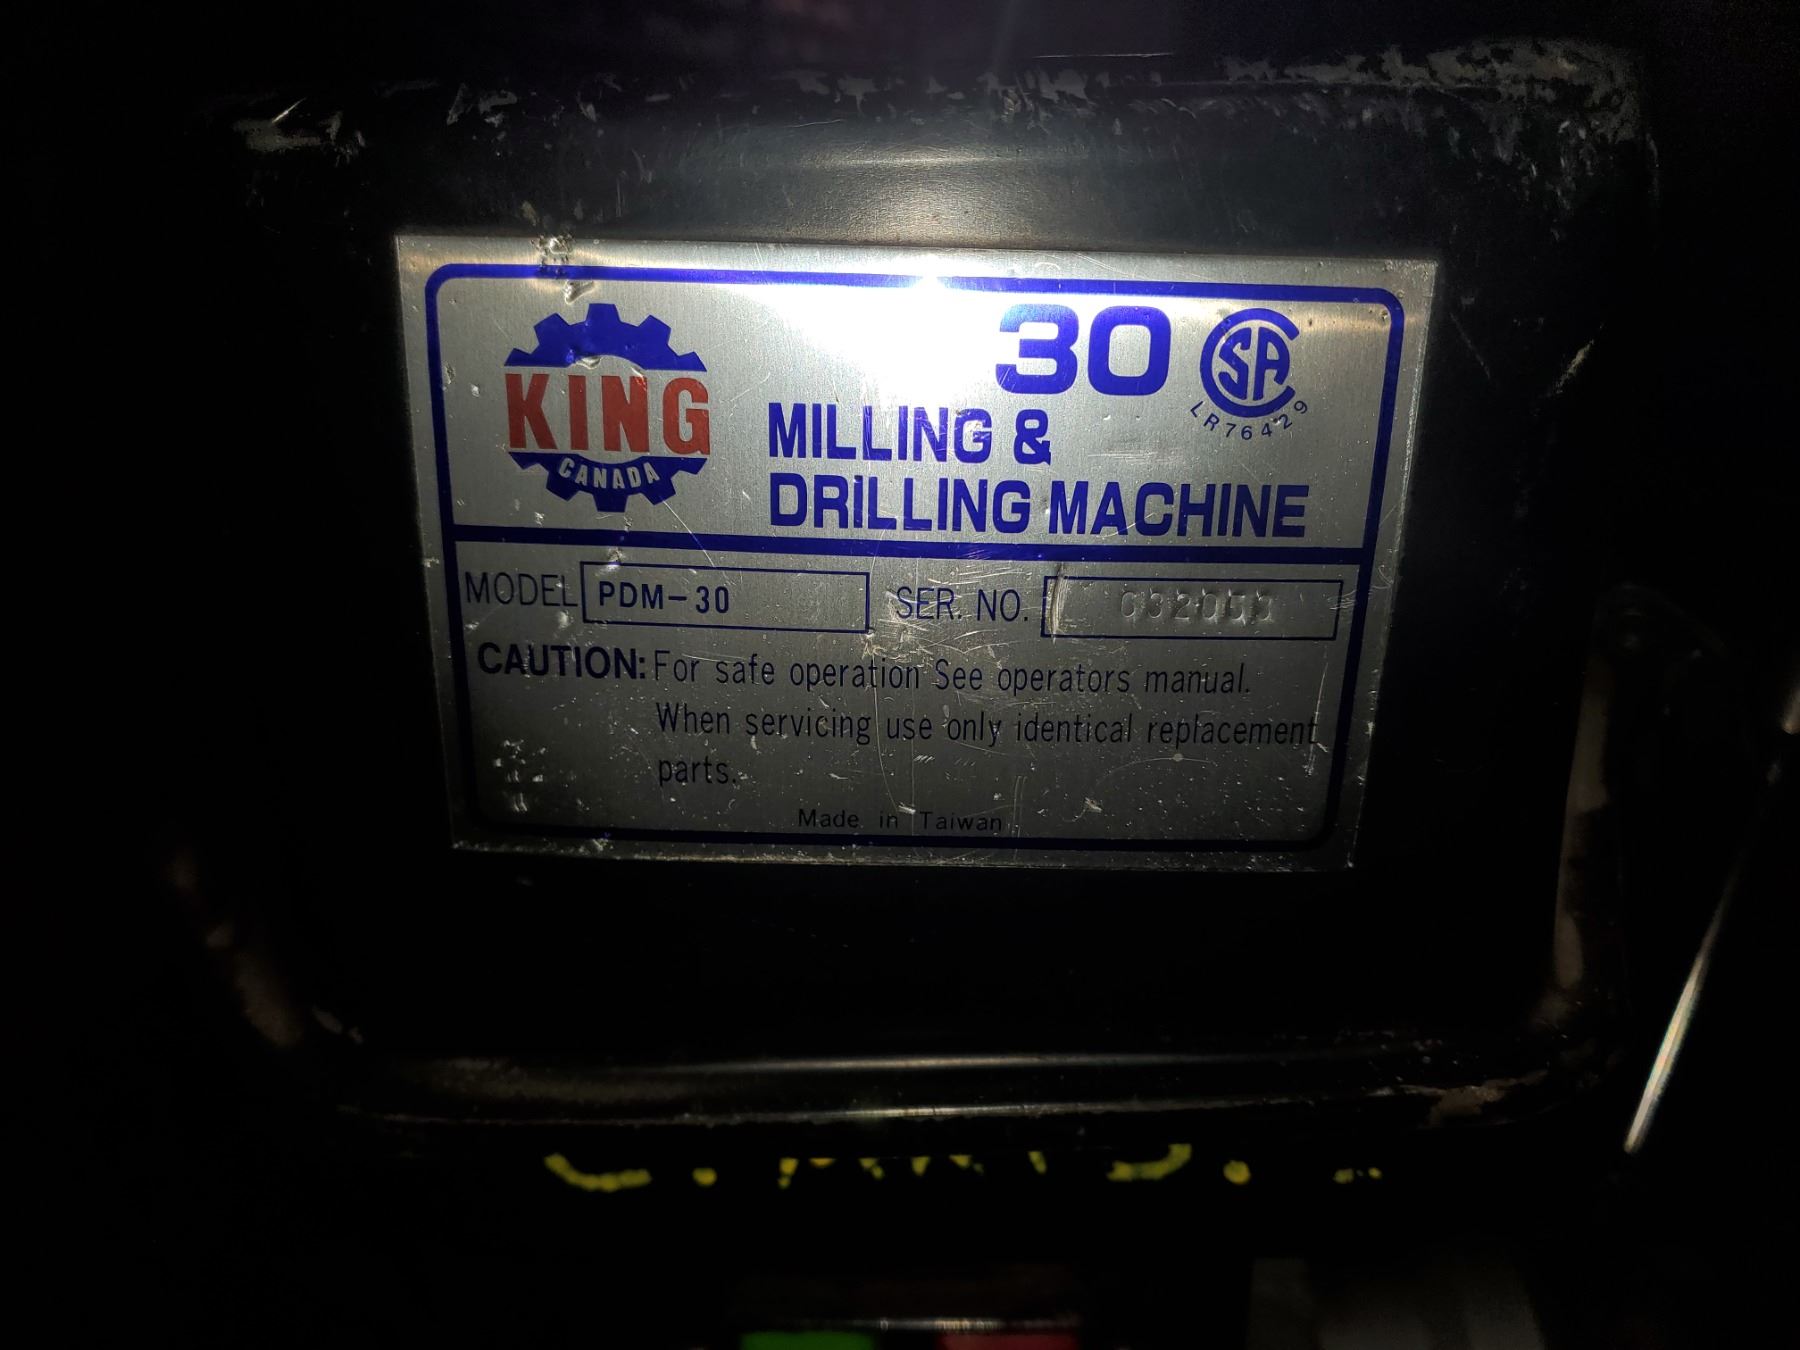 KING
CANADA
30
CSA
LR76429
MILLING &
DRILLING MACHINE
MODEL PDM-30 SER. NO.
CAUTION: For safe operation See operators manual.
When servicing use only identical replacement
parts.
Made in Taiwan